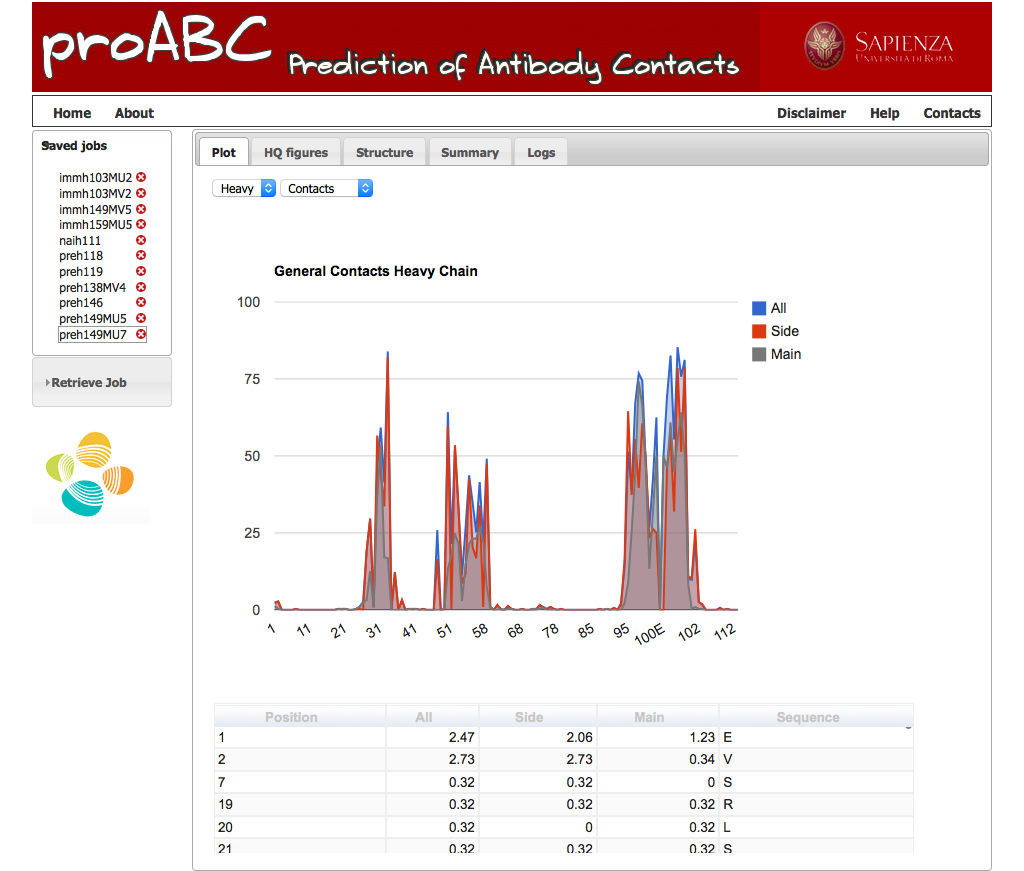 proABC Prediction of Antibody Contacts
SAPIENZA
UNIVERSITÀ DI ROMA
Home About Disclaimer Help Contacts
Saved jobs
immh103MU2
immh103MV2
immh149MV5
immh159MU5
naih111
preh118
preh119
preh138MV4
preh146
preh149MU5
preh149MU7
Retrieve Job
Plot HQ figures Structure Summary Logs
Heavy Contacts
General Contacts Heavy Chain
100
75
50
25
0
1 11 21 31 41 51 58 68 78 85 95 100E 102 112
All
Side
Main
Position All Side Main Sequence
1 2.47 2.06 1.23 E
2 2.73 2.73 0.34 V
7 0.32 0.32 0 S
19 0.32 0.32 0.32 R
20 0.32 0 0.32 L
21 0.32 0.32 0.32 S